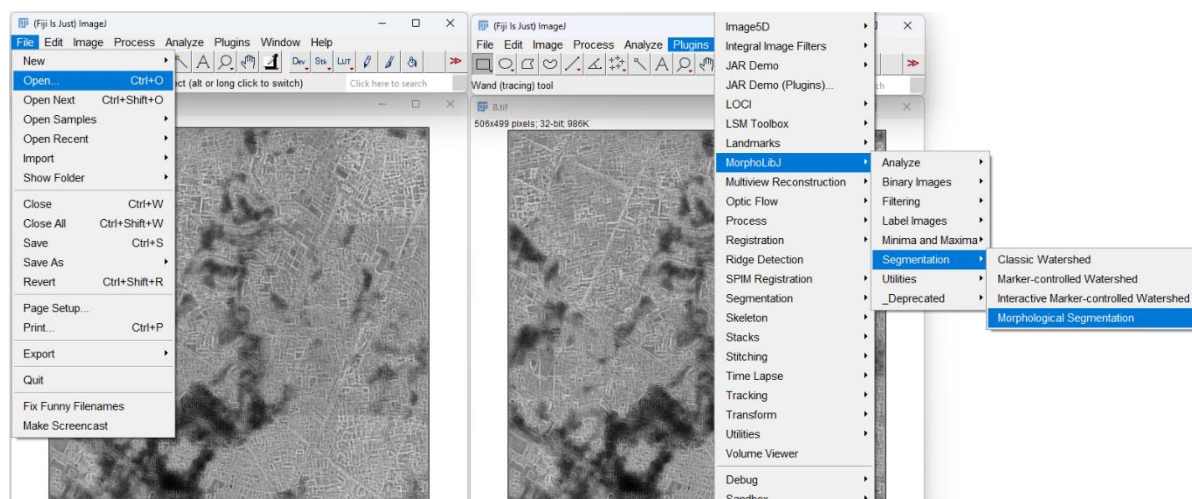 (Fiji Is Just) ImageJ
File Edit Image Process Analyze Plugins Window Help
New
Open... Ctrl+O
Open Next Ctrl+Shift+O
Open Samples
Open Recent
Import
Show Folder
Close Ctrl+W
Close All Ctrl+Shift+W
Save Ctrl+S
Save As
Revert Ctrl+Shift+R
Page Setup...
Print... Ctrl+P
Export
Quit
Fix Funny Filenames
Make Screencast
Dev Stk LUT
ect (alt or long click to switch)
Click here to search
(Fiji Is Just) ImageJ
File Edit Image Process Analyze Plugins
Wand (tracing) tool
ch
8.tif
506x499 pixels; 32-bit; 986K
Image5D
Integral Image Filters
JAR Demo
JAR Demo (Plugins)...
LOCI
LSM Toolbox
Landmarks
MorphoLibJ
Multiview Reconstruction
Optic Flow
Process
Registration
Ridge Detection
SPIM Registration
Segmentation
Skeleton
Stacks
Stitching
Time Lapse
Tracking
Transform
Utilities
Volume Viewer
Debug
Sandbox
Analyze
Binary Images
Filtering
Label Images
Minima and Maxima
Segmentation
Utilities
_Deprecated
Classic Watershed
Marker-controlled Watershed
Interactive Marker-controlled Watershed
Morphological Segmentation